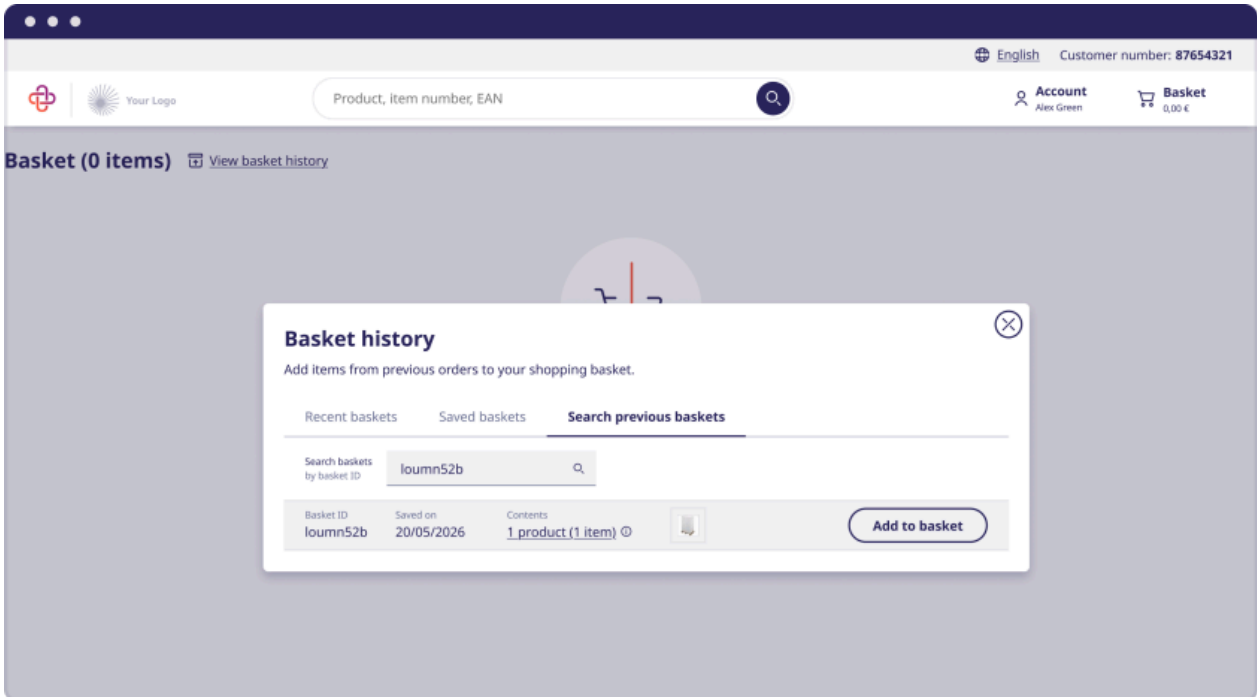 English Customer number: 87654321
Your Logo
Product, item number, EAN
Account
Alex Green
Basket
0,00 €
Basket (0 items) View basket history
Basket history
Add items from previous orders to your shopping basket.
Recent baskets Saved baskets Search previous baskets
Search baskets
by basket ID
loumn52b
Basket ID Saved on Contents
loumn52b 20/05/2026 1 product (1 item)
Add to basket